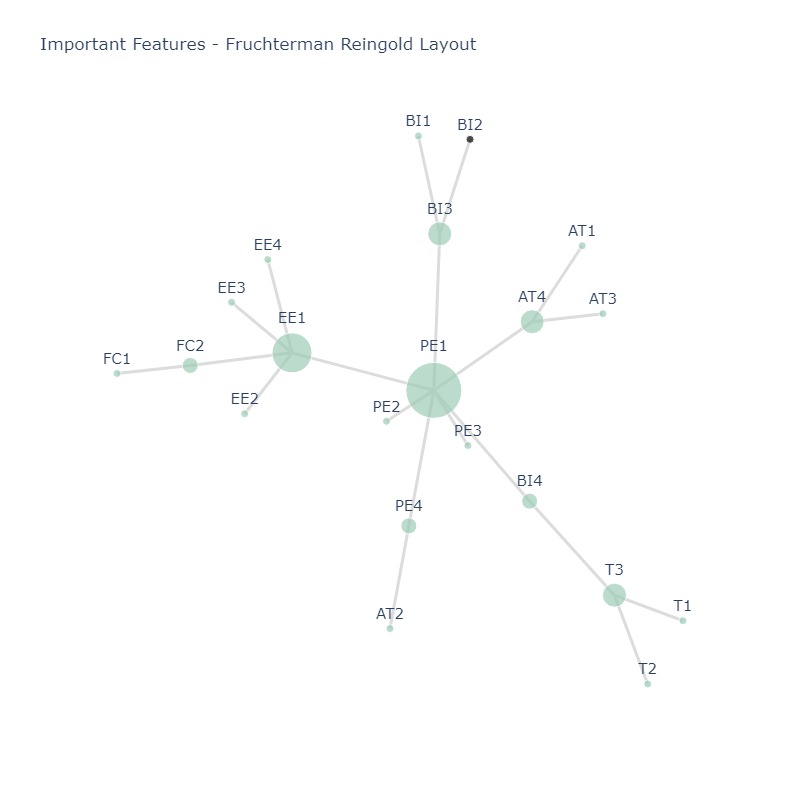 Important Features - Fruchterman Reingold Layout
BI1
BI2
BI3
AT1
EE4
EE3
AT4
AT3
EE1
PE1
FC2
FC1
EE2
PE2
PE3
BI4
PE4
T3
T1
AT2
T2